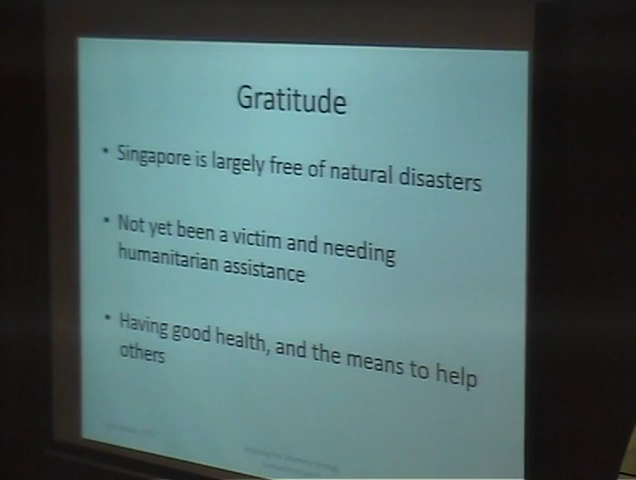 Gratitude
• Singapore is largely free of natural disasters
• Not yet been a victim and needing
humanitarian assistance
• Having good health, and the means to help
others